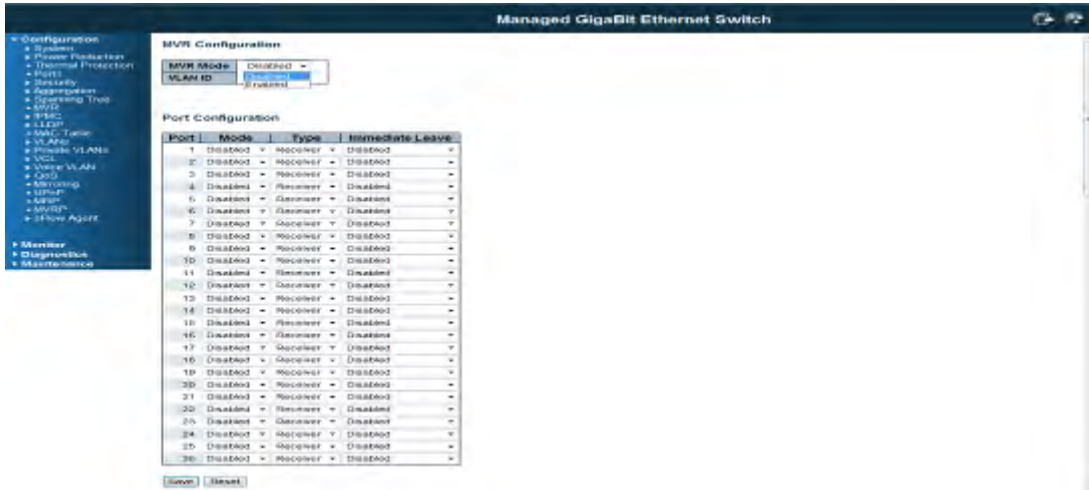 Managed GigaBit Ethernet Switch
Configuration
System
Power Reduction
Thermal Protection
Ports
Security
Aggregation
Spanning Tree
MVR
IPMC
LLDP
MAC Table
VLANs
Private VLANs
VCL
Voice VLAN
QoS
Mirroring
UPnP
MRP
MVRP
sFlow Agent
Monitor
Diagnostics
Maintenance
MVR Configuration
MVR Mode Disabled
VLAN ID Disabled
Enabled
Port Configuration
Port Mode Type Immediate Leave
1 Disabled Receiver Disabled
2 Disabled Receiver Disabled
3 Disabled Receiver Disabled
4 Disabled Receiver Disabled
5 Disabled Receiver Disabled
6 Disabled Receiver Disabled
7 Disabled Receiver Disabled
8 Disabled Receiver Disabled
9 Disabled Receiver Disabled
10 Disabled Receiver Disabled
11 Disabled Receiver Disabled
12 Disabled Receiver Disabled
13 Disabled Receiver Disabled
14 Disabled Receiver Disabled
15 Disabled Receiver Disabled
16 Disabled Receiver Disabled
17 Disabled Receiver Disabled
18 Disabled Receiver Disabled
19 Disabled Receiver Disabled
20 Disabled Receiver Disabled
21 Disabled Receiver Disabled
22 Disabled Receiver Disabled
23 Disabled Receiver Disabled
24 Disabled Receiver Disabled
25 Disabled Receiver Disabled
26 Disabled Receiver Disabled
Save Reset